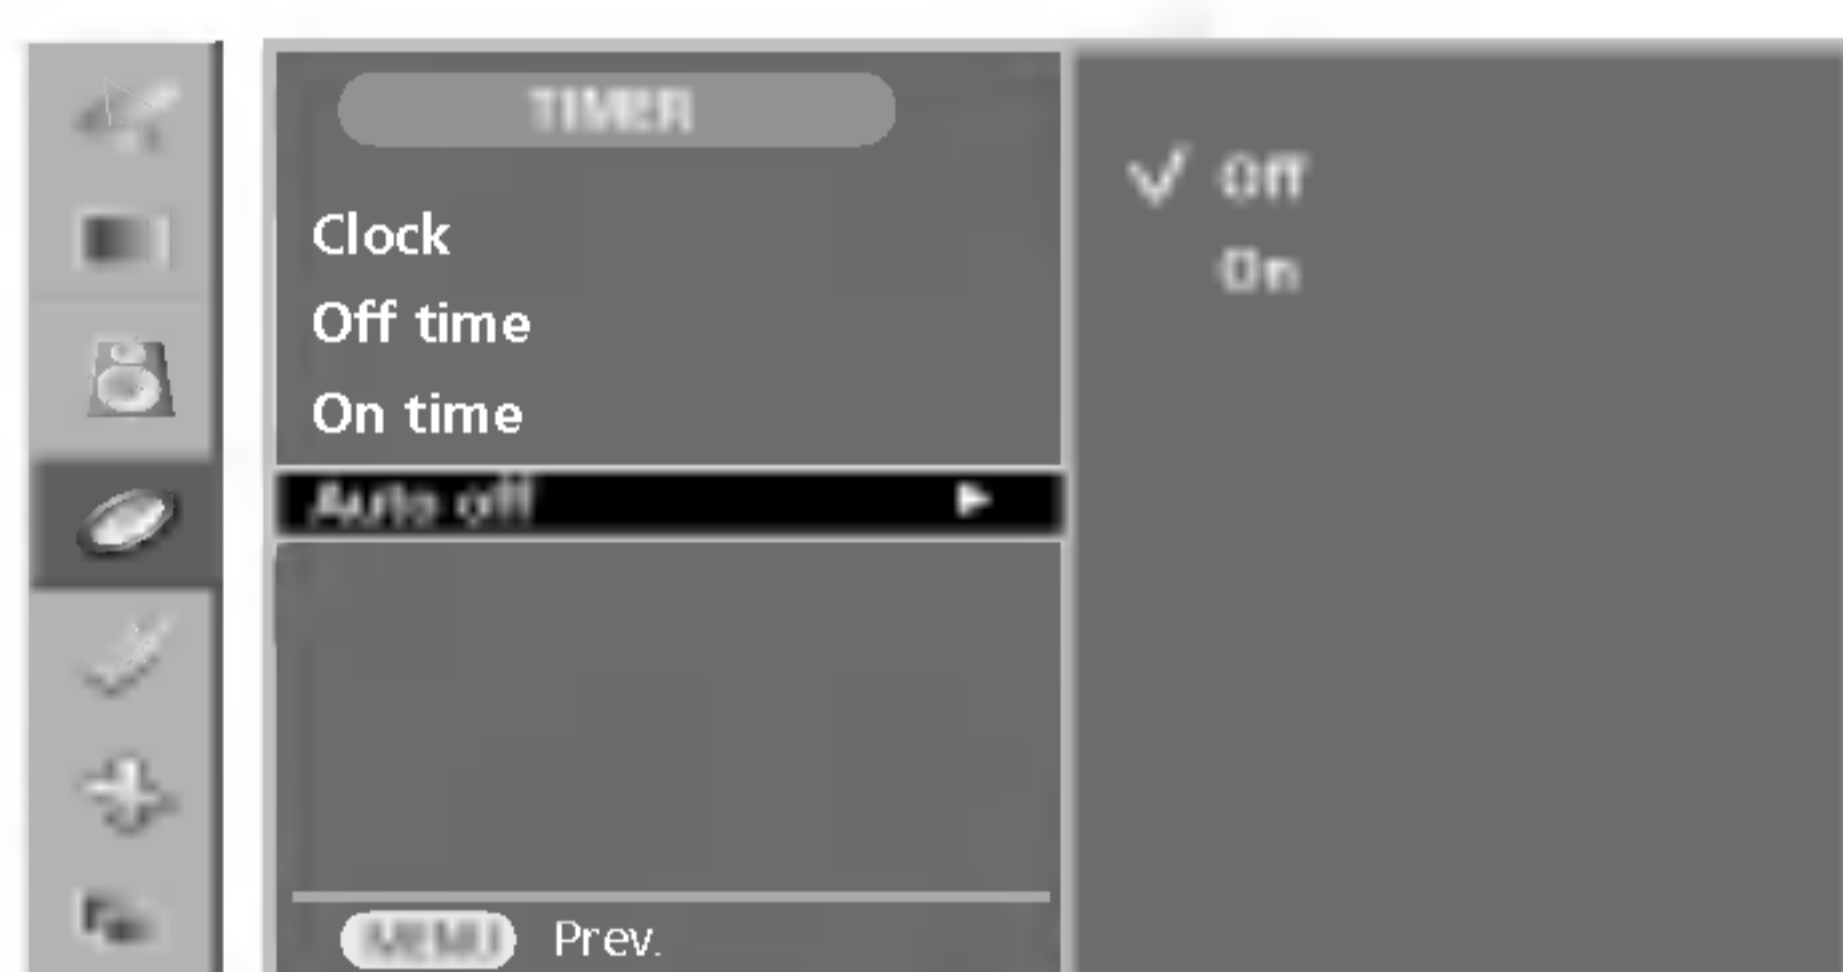 TIMER
Clock
Off time
On time
Auto off
MENU Prev.
Off
On